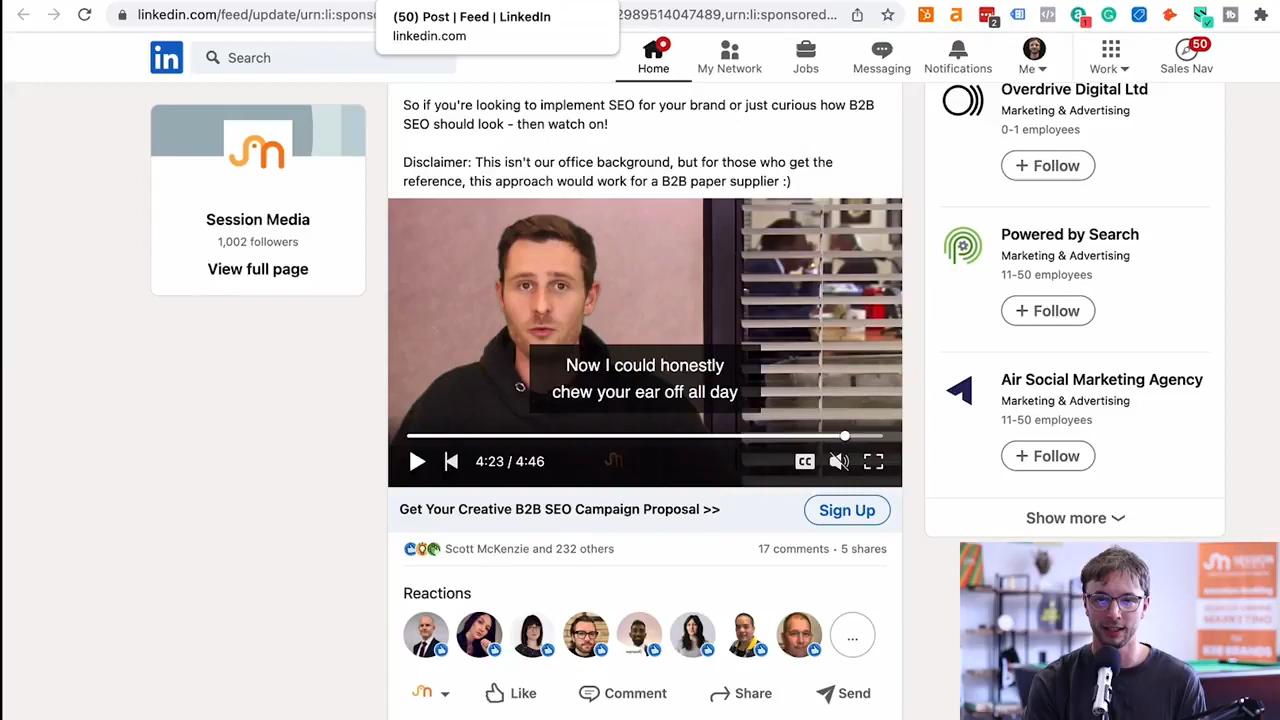 linkedin.com/feed/update/urn:li:sponso
(50) Post | Feed | LinkedIn
linkedin.com
2989514047489,urn:li:sponsored...
2
1
in
Search
Home
My Network
Jobs
Messaging
Notifications
Me
Work
50
Sales Nav
Session Media
1,002 followers
View full page
So if you're looking to implement SEO for your brand or just curious how B2B
SEO should look - then watch on!
Disclaimer: This isn't our office background, but for those who get the
reference, this approach would work for a B2B paper supplier :)
Now I could honestly
chew your ear off all day
4:23 / 4:46
CC
Get Your Creative B2B SEO Campaign Proposal >>
Sign Up
Scott McKenzie and 232 others
17 comments • 5 shares
Reactions
...
Like
Comment
Share
Send
Overdrive Digital Ltd
Marketing & Advertising
0-1 employees
+ Follow
Powered by Search
Marketing & Advertising
11-50 employees
+ Follow
Air Social Marketing Agency
Marketing & Advertising
11-50 employees
+ Follow
Show more
MARKETING